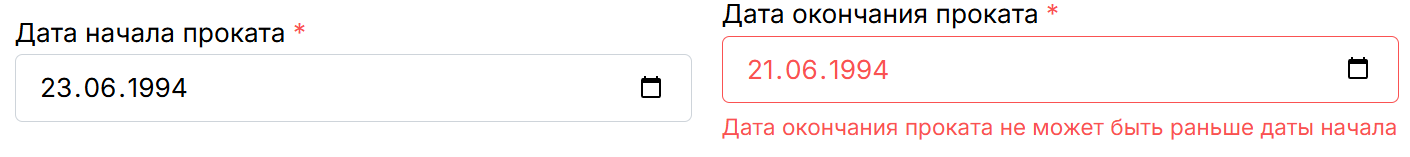 Дата начала проката *
23.06.1994
Дата окончания проката *
21.06.1994
Дата окончания проката не может быть раньше даты начала